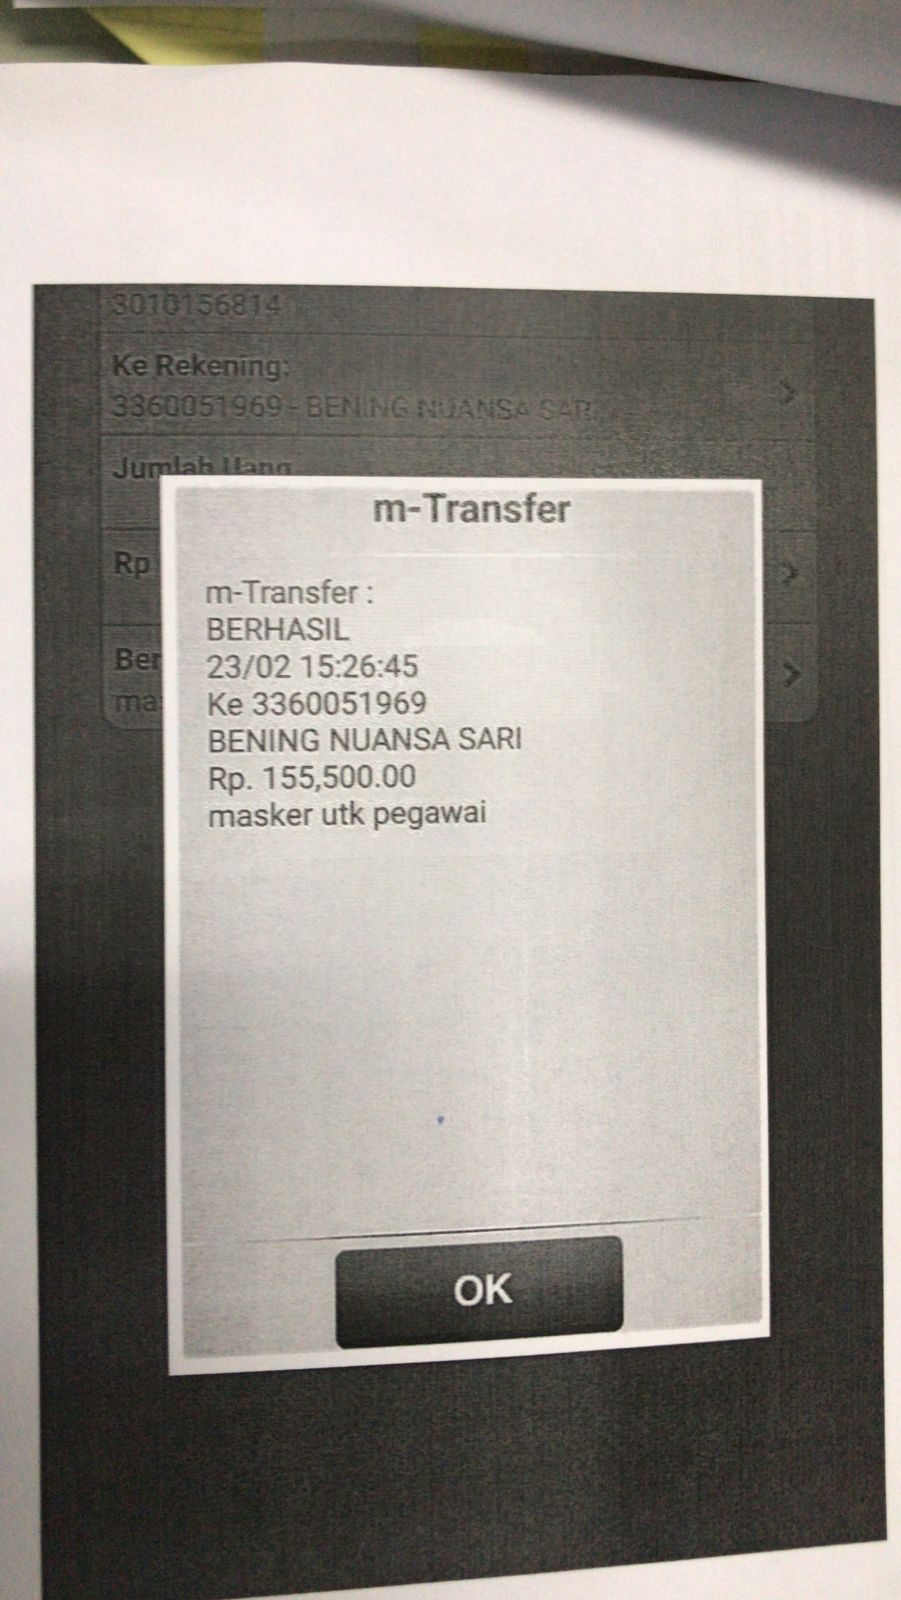 3010156814
Ke Rekening:
3360051969 - BENING NUANSA SARI
Jumlah Uang
Rp
Ber
mas
m-Transfer
m-Transfer :
BERHASIL
23/02 15:26:45
Ke 3360051969
BENING NUANSA SARI
Rp. 155,500.00
masker utk pegawai
OK